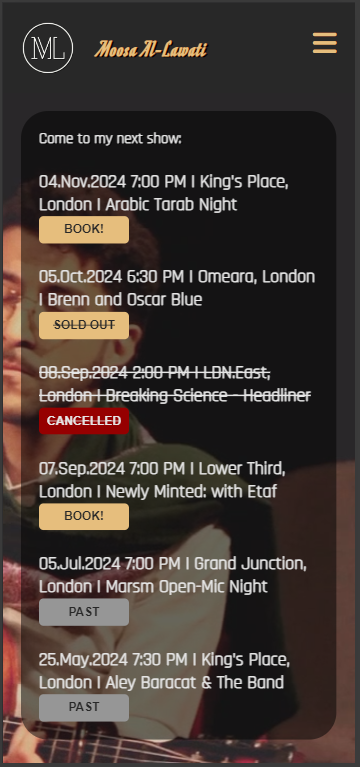 ML
Moosa Al-Lawati
Come to my next show:
04.Nov.2024 7:00 PM | King's Place,
London | Arabic Tarab Night
BOOK!
05.Oct.2024 6:30 PM | Omeara, London
| Brenn and Oscar Blue
SOLD OUT
08.Sep.2024 2:00 PM | LDN.East,
London | Breaking Science - Headliner
CANCELLED
07.Sep.2024 7:00 PM | Lower Third,
London | Newly Minted: with Etaf
BOOK!
05.Jul.2024 7:00 PM | Grand Junction,
London | Marsm Open-Mic Night
PAST
25.May.2024 7:30 PM | King's Place,
London | Aley Baracat & The Band
PAST